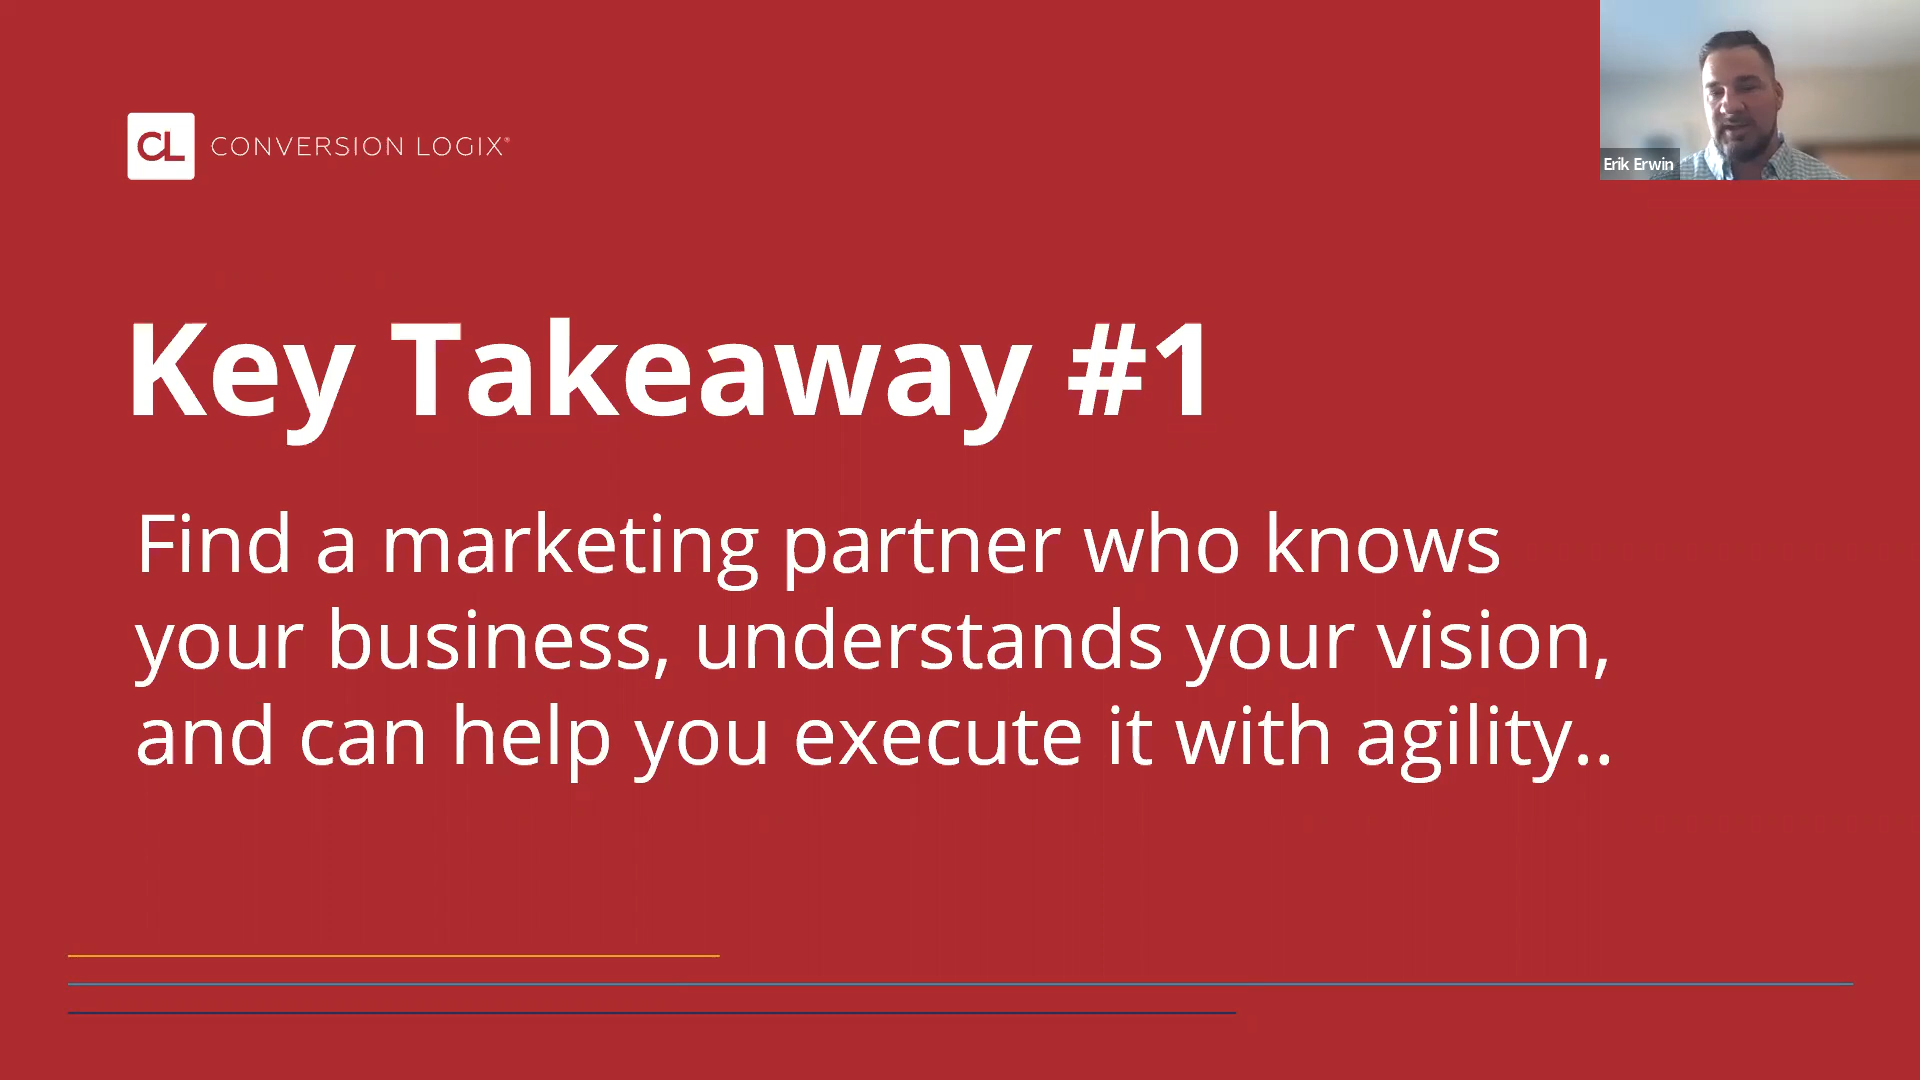 CL CONVERSION LOGIX®
Erik Erwin
Key Takeaway #1
Find a marketing partner who knows
your business, understands your vision,
and can help you execute it with agility..